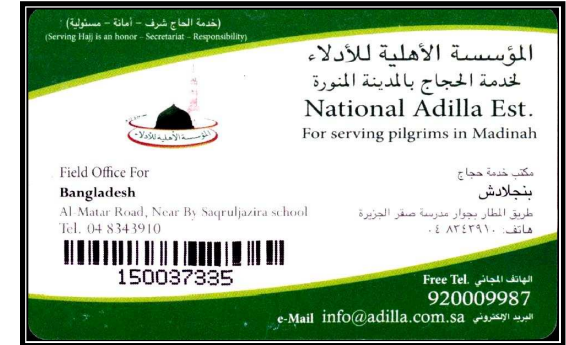 (خدمة الحاج شرف - أمانة - مسئولية)
(Serving Hajj is an honor – Secretariat – Responsibility)
المؤسسة الأهلية للأدلاء
لخدمة الحجاج بالمدينة المنورة
National Adilla Est.
For serving pilgrims in Madinah
المؤسسة الأهلية للأدلاء
Field Office For
Bangladesh
Al-Matar Road, Near By Saqruljazira school
Tel. 04 8343910
مكتب خدمة حجاج
بنجلادش
طريق المطار بجوار مدرسة صقر الجزيرة
هاتف: ٨٣٤٣٩١٠ ٠٤
150037335
Free Tel. الهاتف المجاني
920009987
e-Mail info@adilla.com.sa البريد الإلكتروني